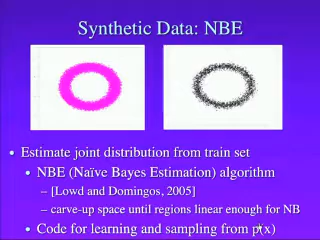 Synthetic Data: NBE
• Estimate joint distribution from train set
• NBE (Naïve Bayes Estimation) algorithm
– [Lowd and Domingos, 2005]
– carve-up space until regions linear enough for NB
• Code for learning and sampling from p(x)